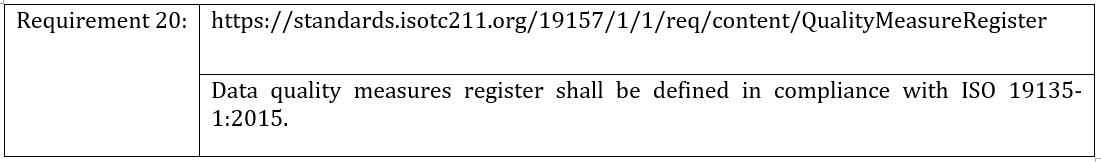 Requirement 20:
https://standards.isotc211.org/19157/1/1/req/content/QualityMeasureRegister
Data quality measures register shall be defined in compliance with ISO 19135-
1:2015.